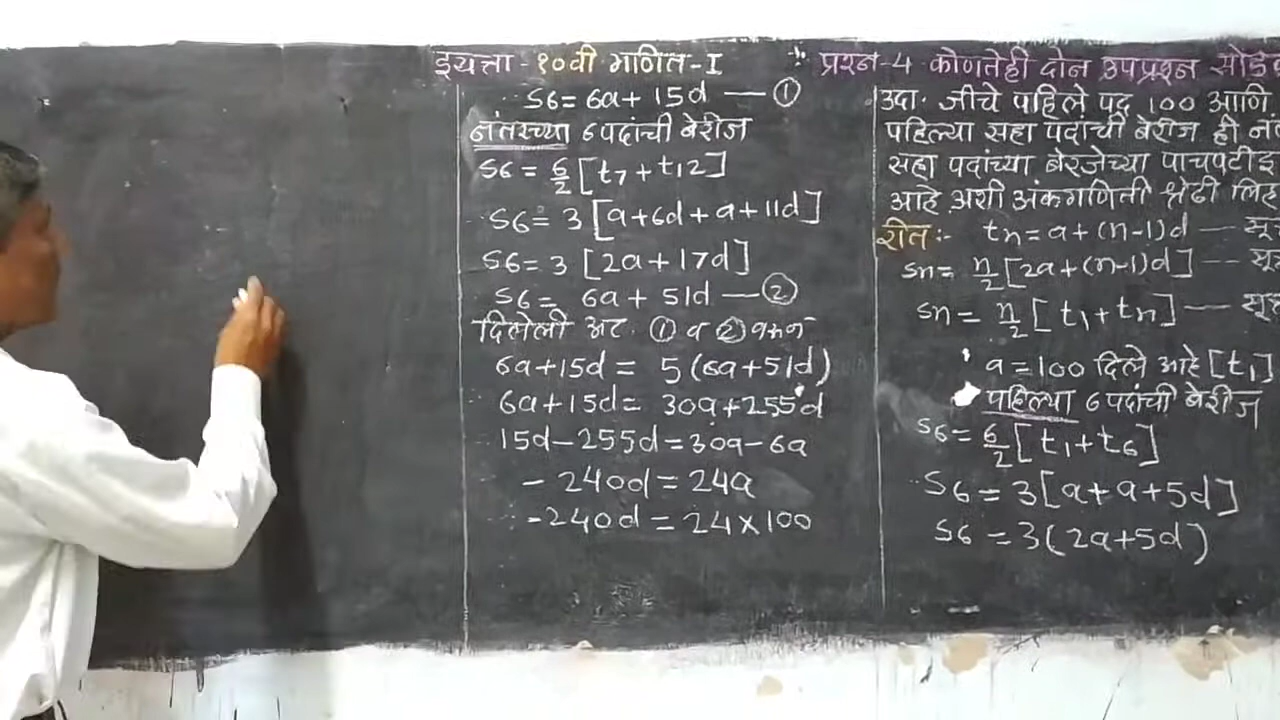 इयत्ता - १०वी गणित-I
∴ S6 = 6a + 15d — ①
नंतरच्या ६ पदांची बेरीज
S6 = 6/2 [t7 + t12]
S6 = 3 [a+6d+a+11d]
S6 = 3 [2a+17d]
S6 = 6a + 51d — ②
दिलेली अट ① व ② वरून
6a+15d = 5(6a+51d)
6a+15d = 30a+255d
15d-255d=30a-6a
- 240d = 24a
-240d = 24×100
प्रश्न-4 कोणतेही दोन उपप्रश्न
उदा. जीचे पहिले पद 100 आणि
पहिल्या सहा पदांची बेरीज ही
सहा पदांच्या बेरजेच्या पाचपट
आहे अशी अंकगणिती श्रेढी
रीत :- tn = a + (n-1)d —
Sn = n/2 [2a+(n-1)d] --
Sn = n/2 [t1+tn] —
a = 100 दिले आहे [t1]
पहिल्या ६ पदांची बेरीज
S6 = 6/2 [t1+t6]
S6 = 3[a+a+5d]
S6 = 3(2a+5d)